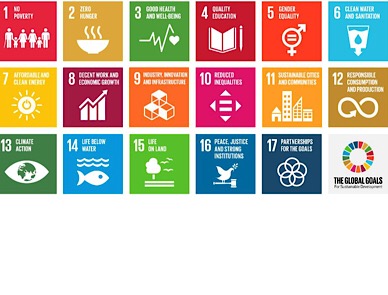 1 NO
POVERTY
2 ZERO
HUNGER
3 GOOD HEALTH
AND WELL-BEING
4 QUALITY
EDUCATION
5 GENDER
EQUALITY
6 CLEAN WATER
AND SANITATION
7 AFFORDABLE AND
CLEAN ENERGY
8 DECENT WORK AND
ECONOMIC GROWTH
9 INDUSTRY, INNOVATION
AND INFRASTRUCTURE
10 REDUCED
INEQUALITIES
11 SUSTAINABLE CITIES
AND COMMUNITIES
12 RESPONSIBLE
CONSUMPTION
AND PRODUCTION
13 CLIMATE
ACTION
14 LIFE BELOW
WATER
15 LIFE
ON LAND
16 PEACE, JUSTICE
AND STRONG
INSTITUTIONS
17 PARTNERSHIPS
FOR THE GOALS
THE GLOBAL GOALS
For Sustainable Development